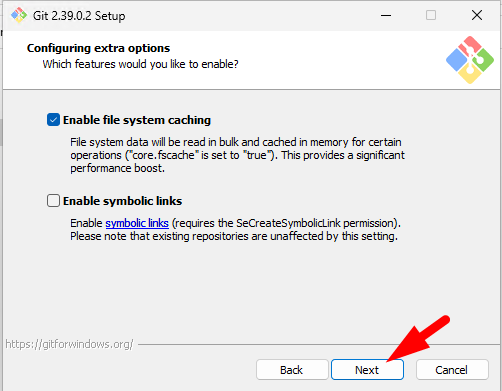 Git 2.39.0.2 Setup
Configuring extra options
Which features would you like to enable?
Enable file system caching
File system data will be read in bulk and cached in memory for certain
operations ("core.fscache" is set to "true"). This provides a significant
performance boost.
Enable symbolic links
Enable symbolic links (requires the SeCreateSymbolicLink permission).
Please note that existing repositories are unaffected by this setting.
https://gitforwindows.org/
Back
Next
Cancel